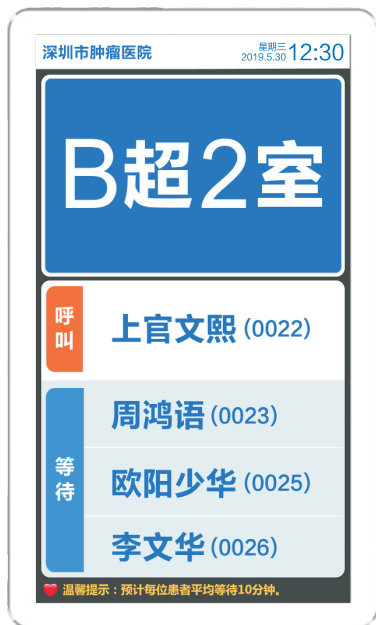 深圳市肿瘤医院
星期三
2019.5.30
12:30
B超2室
呼叫
上官文熙(0022)
等待
周鸿语(0023)
欧阳少华(0025)
李文华(0026)
温馨提示：预计每位患者平均等待10分钟。